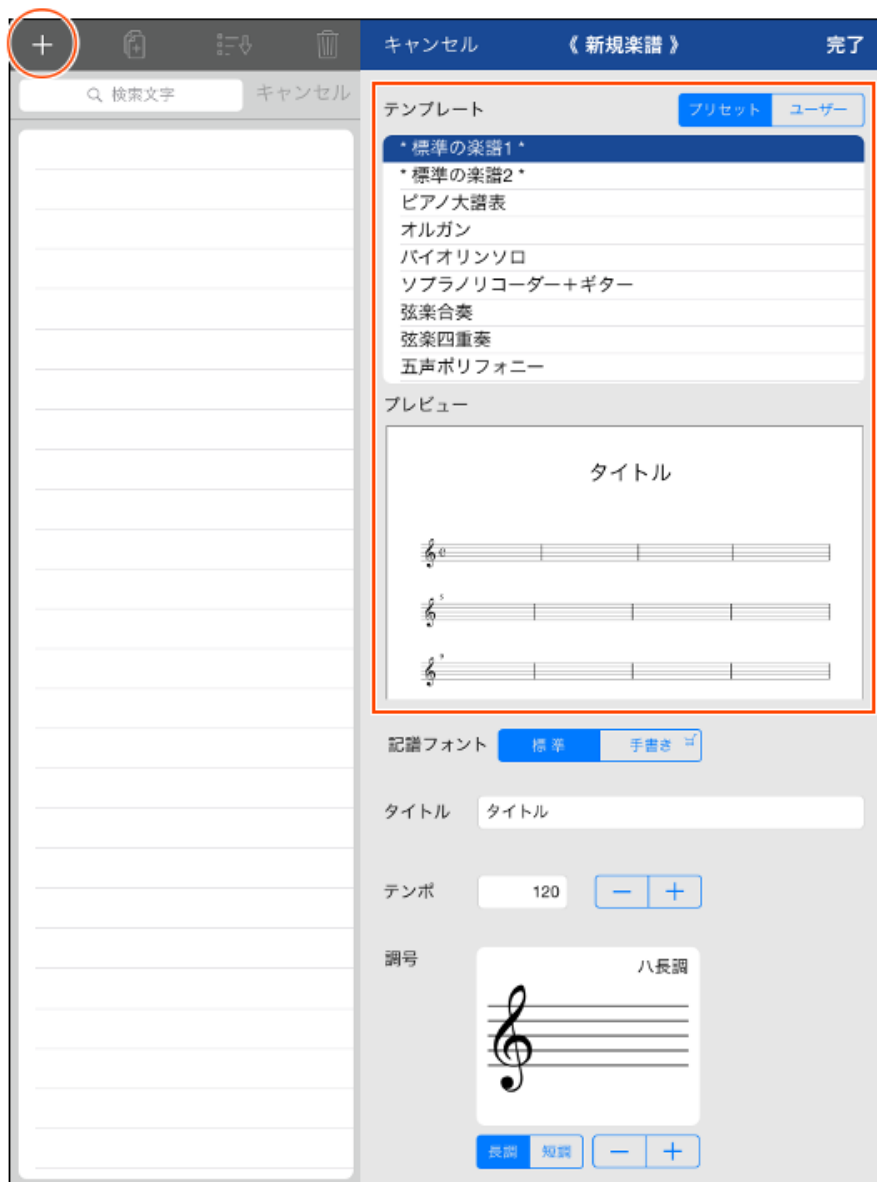 キャンセル
《 新規楽譜 》
完了
検索文字
キャンセル
テンプレート
プリセット
ユーザー
* 標準の楽譜1 *
* 標準の楽譜2 *
ピアノ大譜表
オルガン
バイオリンソロ
ソプラノリコーダー＋ギター
弦楽合奏
弦楽四重奏
五声ポリフォニー
プレビュー
タイトル
5
9
記譜フォント
標準
手書き
タイトル
タイトル
テンポ
120
調号
ハ長調
長調
短調